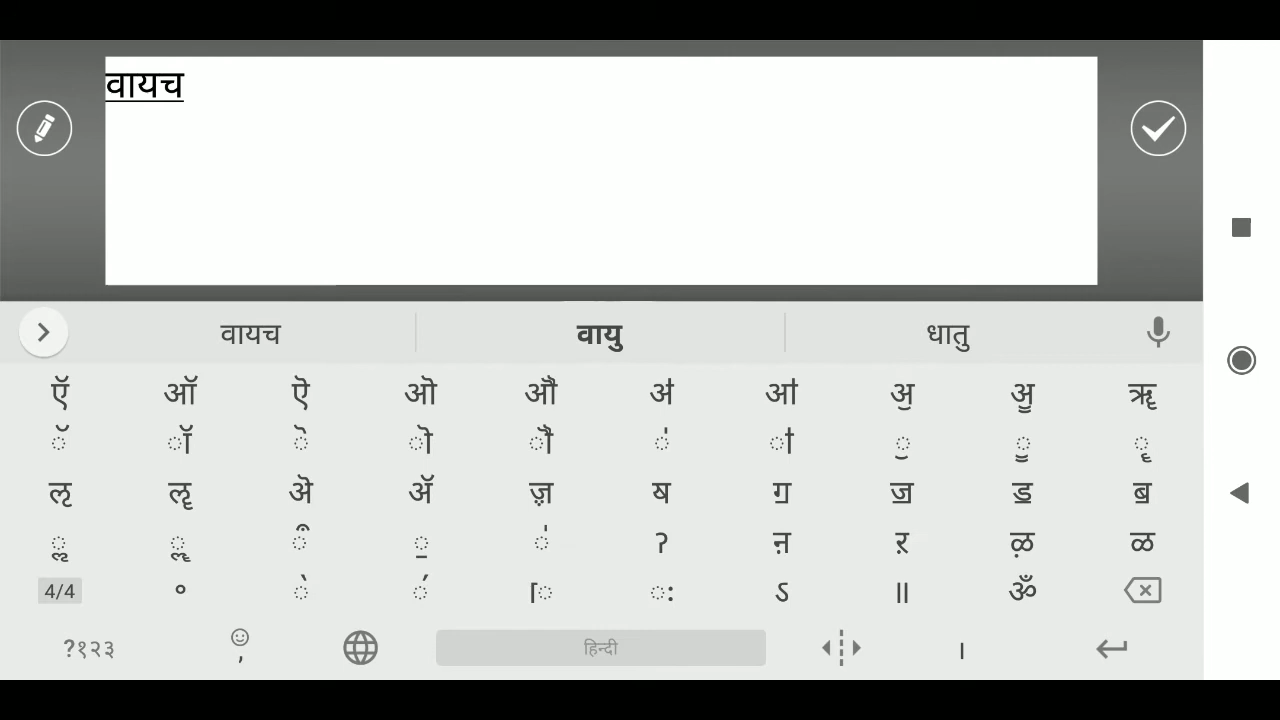 वायच
वायच वायु धातु
ऍ ऑ ऎ ऒ ऒॏ ॳ ॴ ॶ ॷ ॠ
ॅ ॉ ॆ ॊ ॏ ऺ ऻ ॖ ॗ ॄ
ऌ ॡ ऄ ॲ ॹ ष ॻ ॼ ॾ ॿ
ॢ ॣ ॕ ॒ ॑ ॽ ऩ ऱ ऴ ळ
4/4 ॰ ॓ ॔ ॎ ः ऽ ॥ ॐ
?१२३ , हिन्दी ।